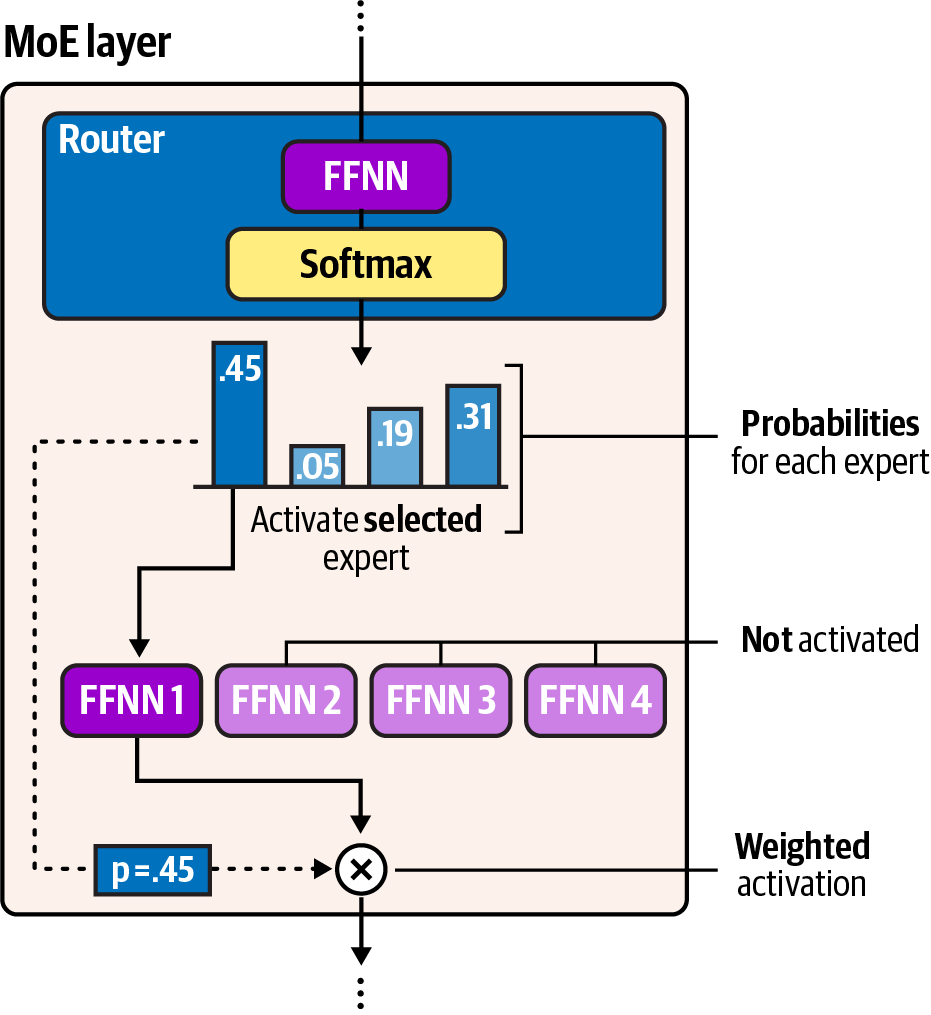 MoE layer
Router
FFNN
Softmax
.45
.05
.19
.31
Probabilities
for each expert
Activate selected
expert
Not activated
FFNN 1
FFNN 2
FFNN 3
FFNN 4
Weighted
activation
p=.45